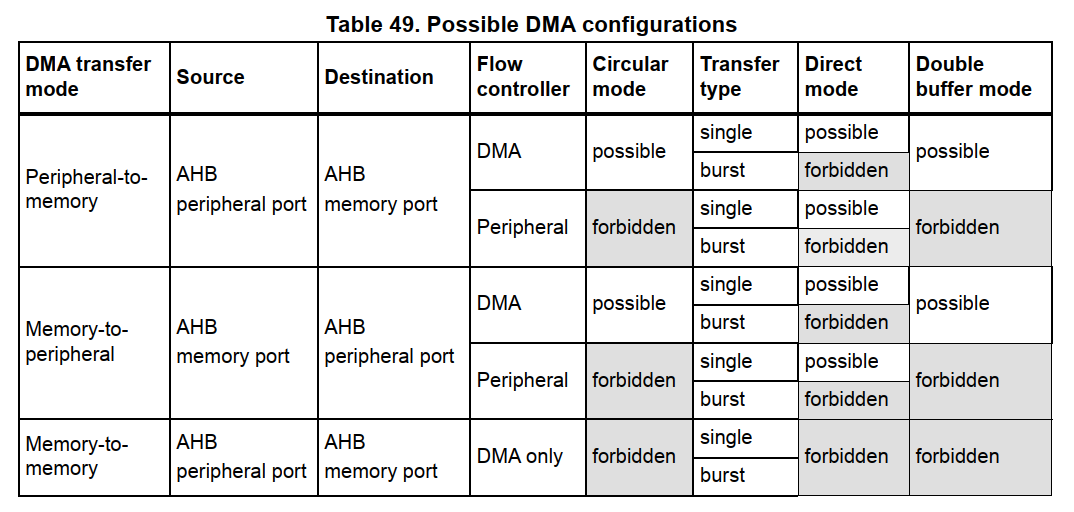 Table 49. Possible DMA configurations
DMA transfer mode | Source | Destination | Flow controller | Circular mode | Transfer type | Direct mode | Double buffer mode
Peripheral-to-memory | AHB peripheral port | AHB memory port | DMA | possible | single | possible | possible
burst | forbidden
Peripheral | forbidden | single | possible | forbidden
burst | forbidden
Memory-to-peripheral | AHB memory port | AHB peripheral port | DMA | possible | single | possible | possible
burst | forbidden
Peripheral | forbidden | single | possible | forbidden
burst | forbidden
Memory-to-memory | AHB peripheral port | AHB memory port | DMA only | forbidden | single | forbidden | forbidden
burst